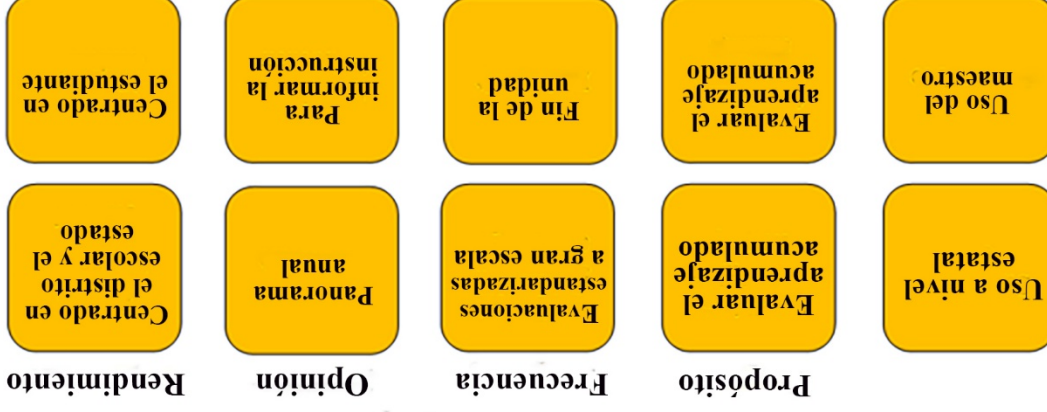 Propósito
Frecuencia
Opinión
Rendimiento
Uso a nivel
estatal
Evaluar el
aprendizaje
acumulado
Evaluaciones
estandarizadas
a gran escala
Panorama
anual
Centrado en
el distrito
escolar y el
estado
Uso del
maestro
Evaluar el
aprendizaje
acumulado
Fin de la
unidad
Para
informar la
instrucción
Centrado en
el estudiante